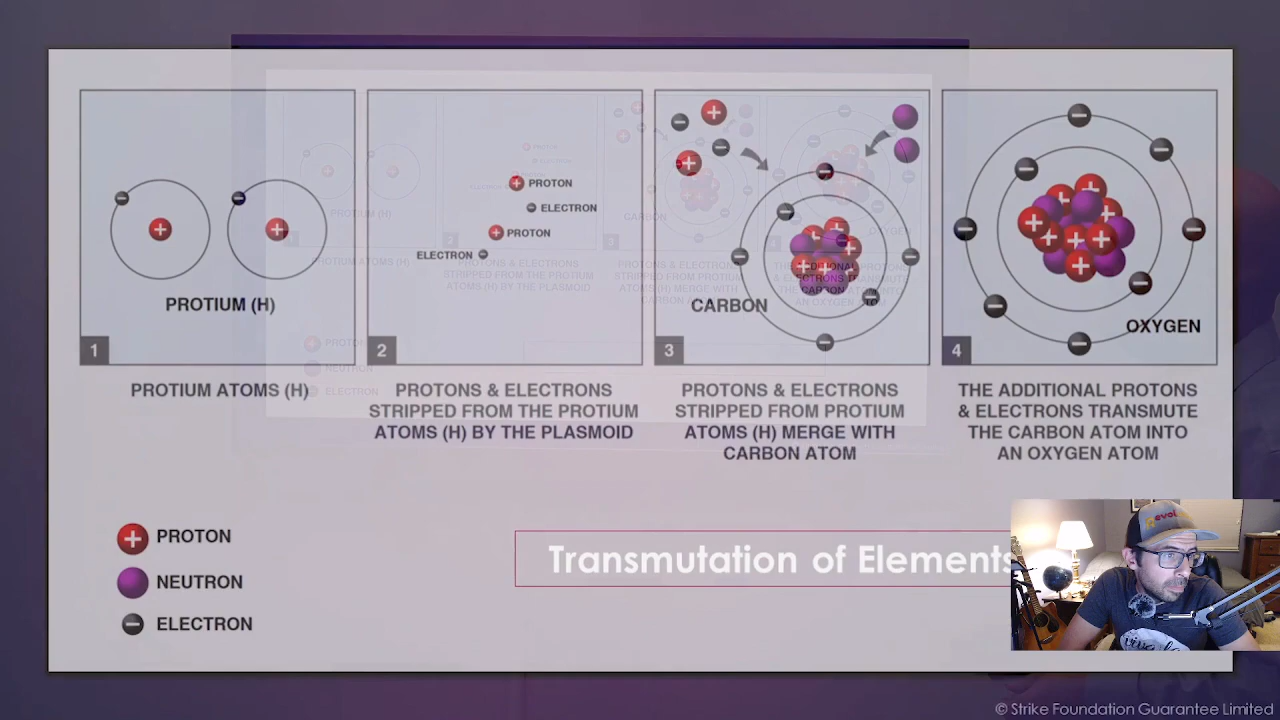 PROTIUM (H)
1
PROTIUM ATOMS (H)
PROTON
ELECTRON
PROTON
ELECTRON
2
PROTONS & ELECTRONS
STRIPPED FROM THE PROTIUM
ATOMS (H) BY THE PLASMOID
CARBON
3
PROTONS & ELECTRONS
STRIPPED FROM PROTIUM
ATOMS (H) MERGE WITH
CARBON ATOM
OXYGEN
4
THE ADDITIONAL PROTONS
& ELECTRONS TRANSMUTE
THE CARBON ATOM INTO
AN OXYGEN ATOM
PROTON
NEUTRON
ELECTRON
Transmutation of Elements
© Strike Foundation Guarantee Limited